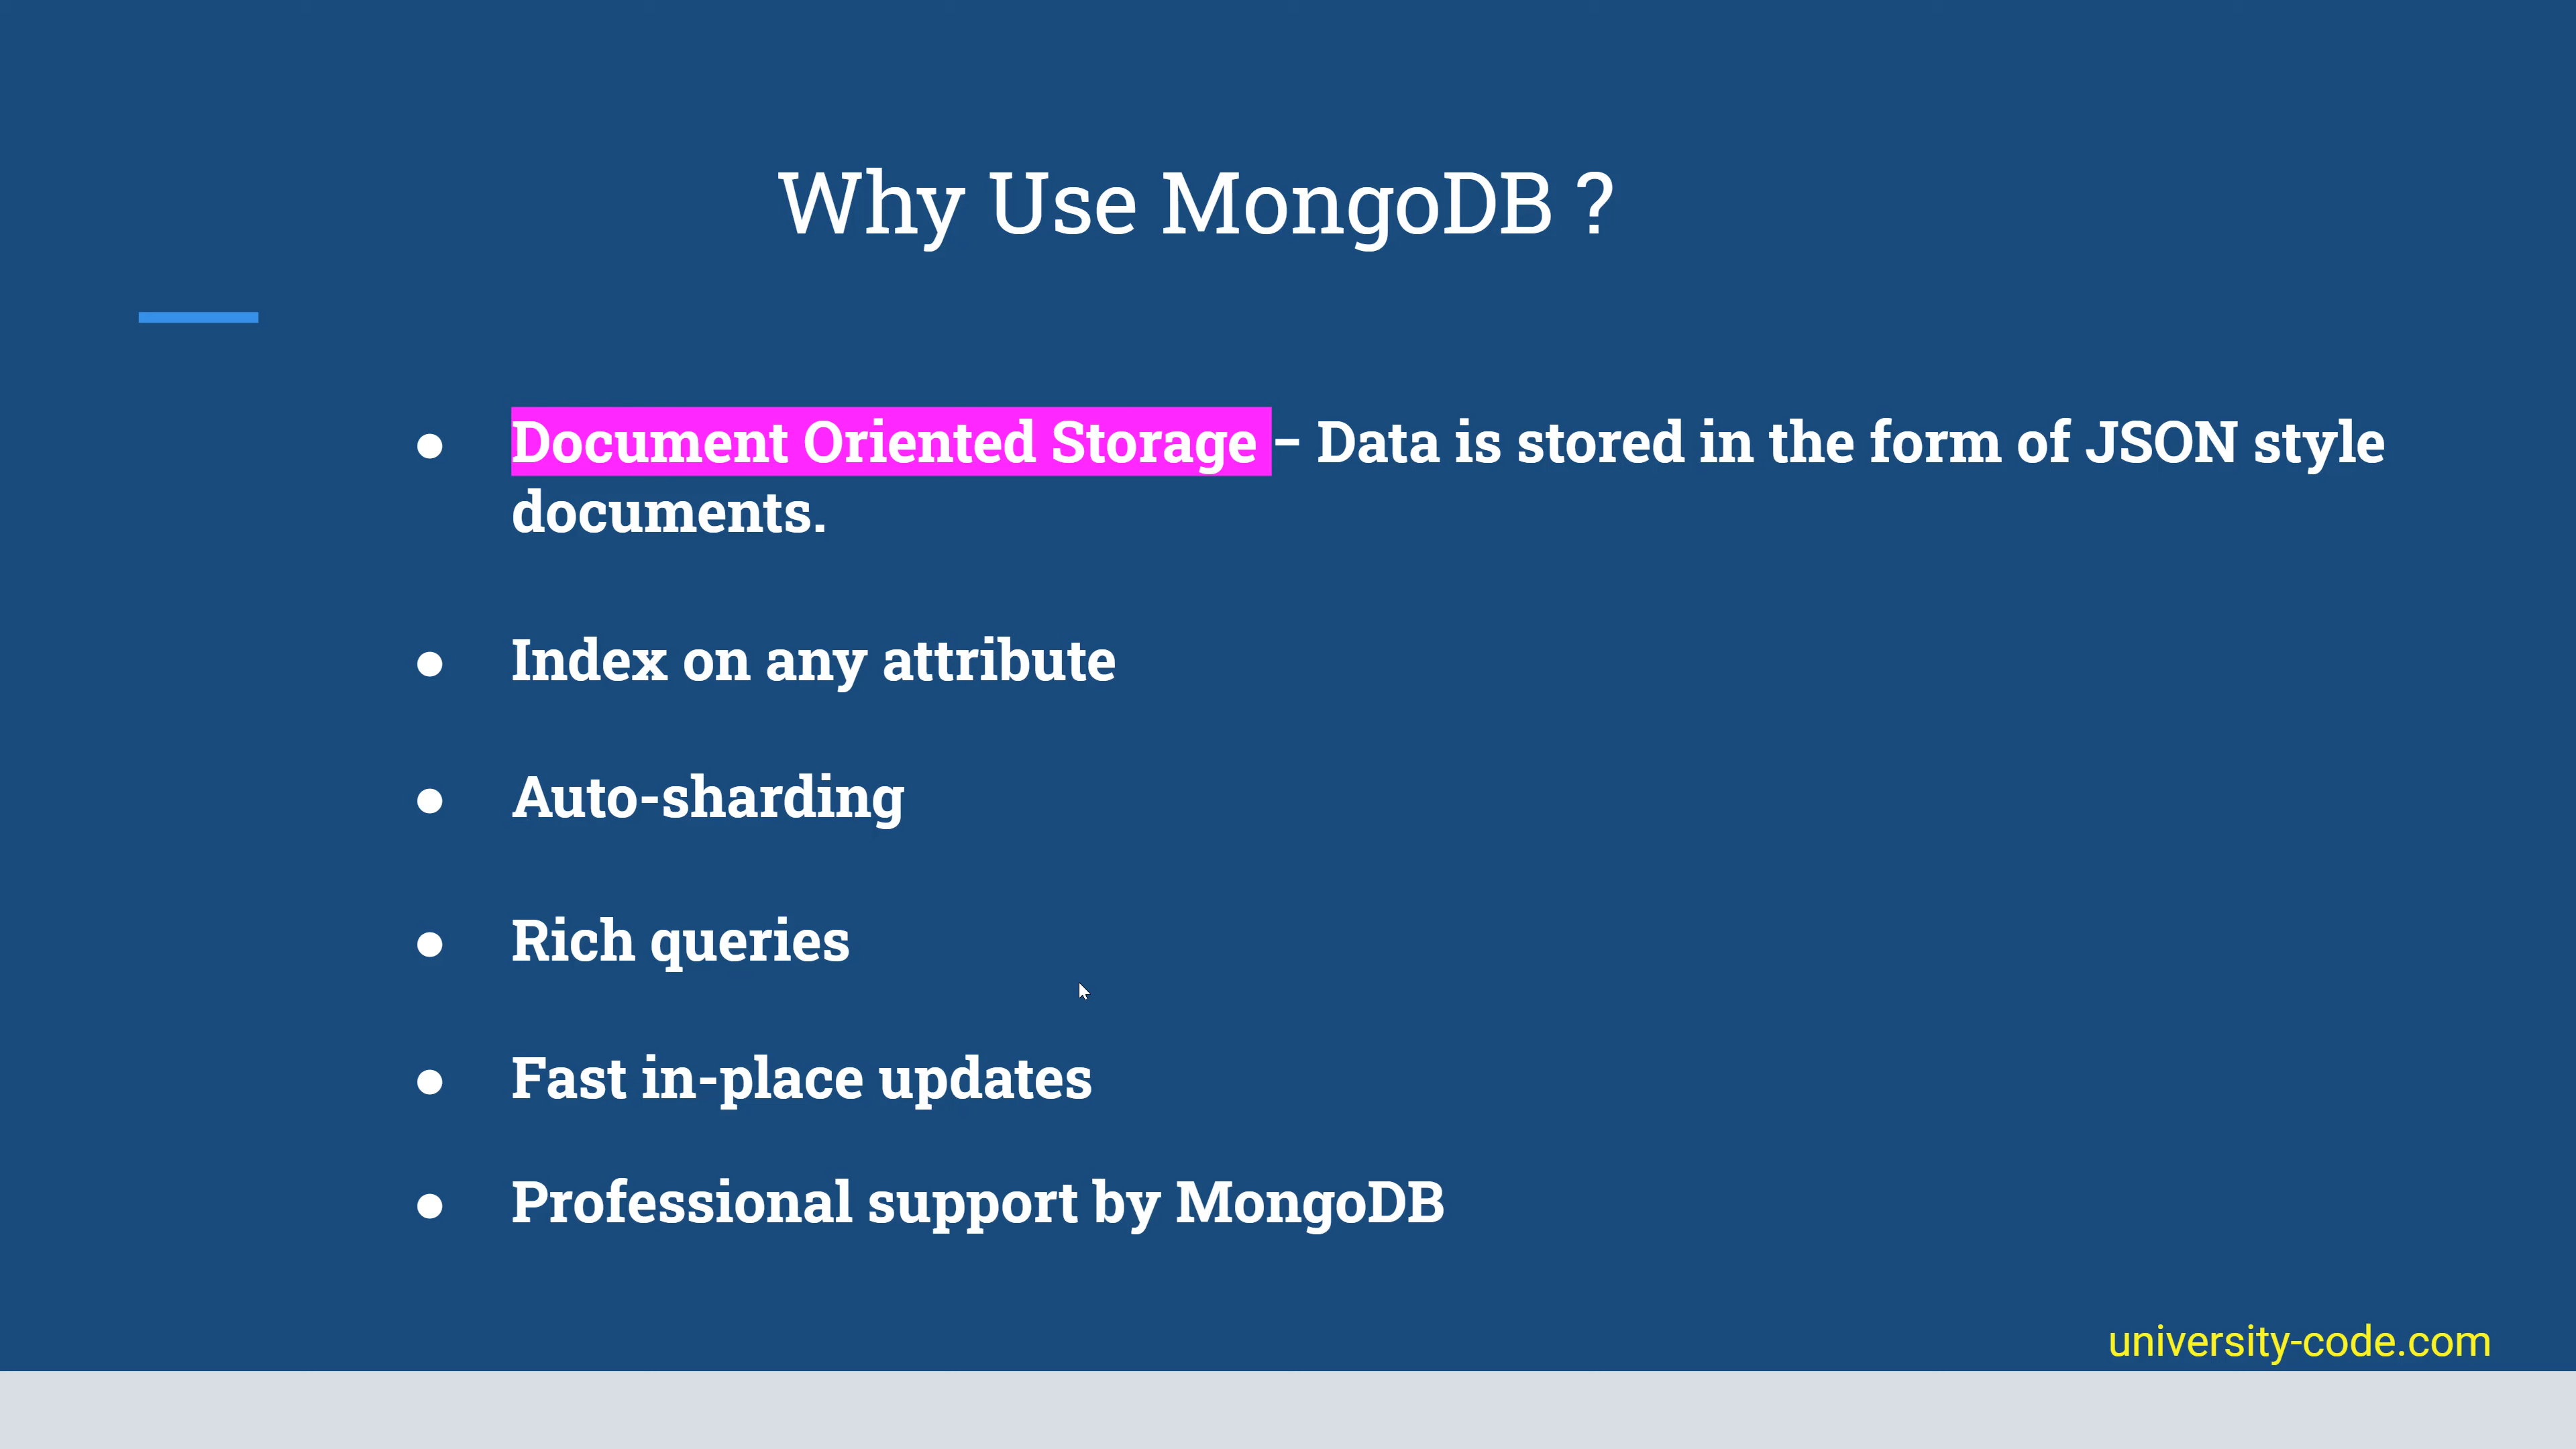 Why Use MongoDB ?
● Document Oriented Storage – Data is stored in the form of JSON style
documents.
● Index on any attribute
● Auto-sharding
● Rich queries
● Fast in-place updates
● Professional support by MongoDB
university-code.com